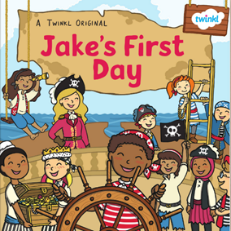 twinkl
A TWINKL ORIGINAL
Jake's First
Day